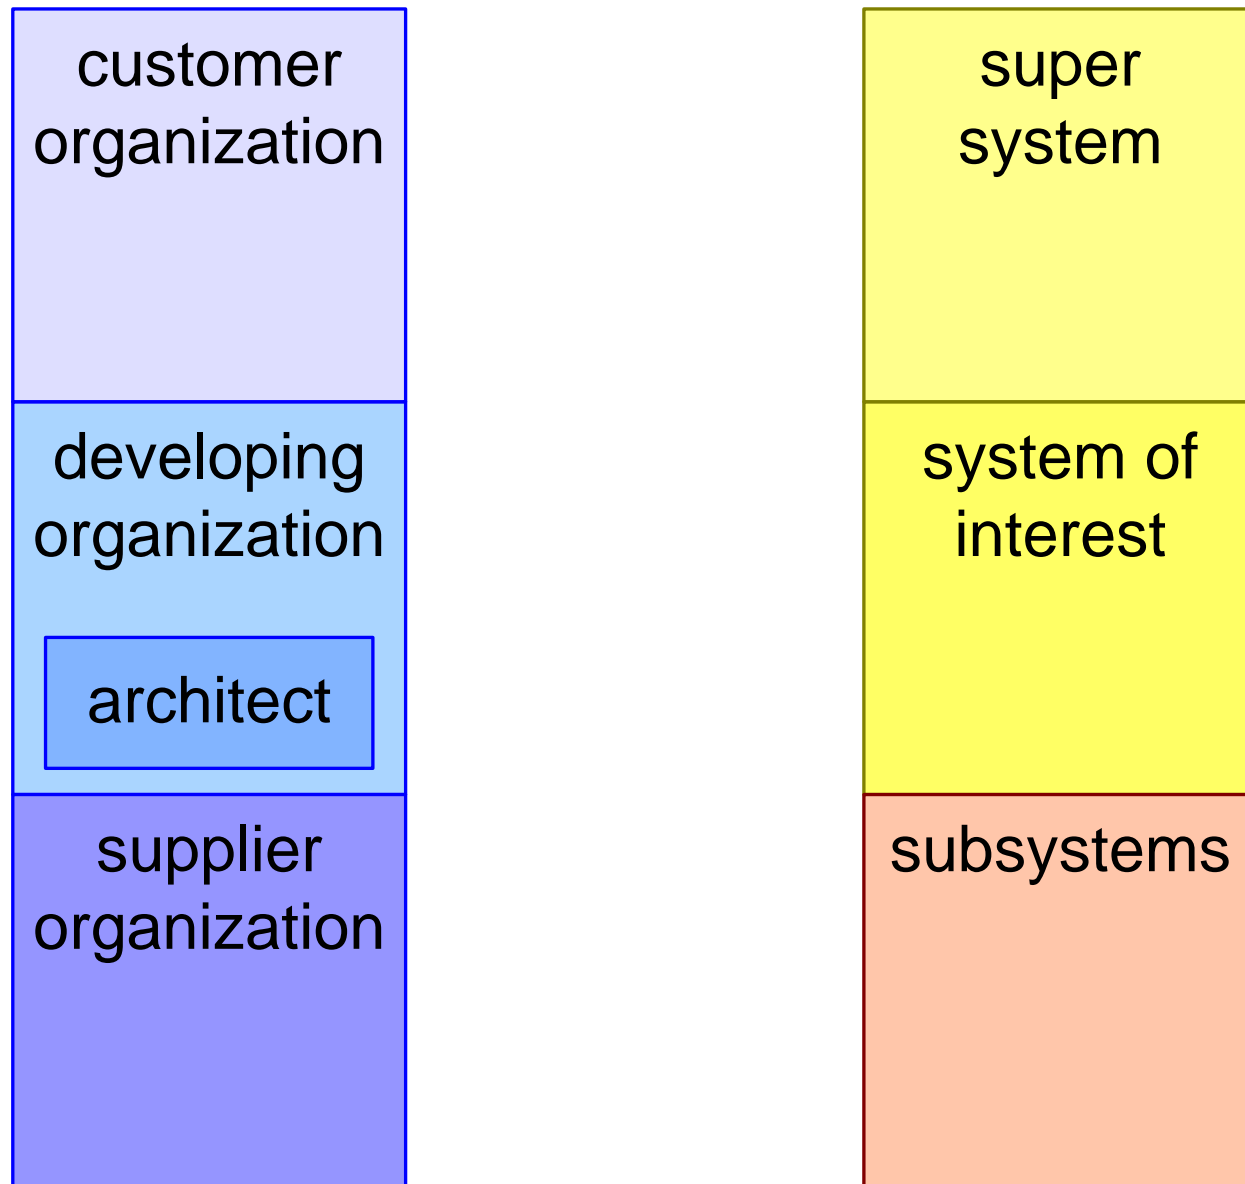 customer
organization
developing
organization
architect
supplier
organization
super
system
system of
interest
subsystems